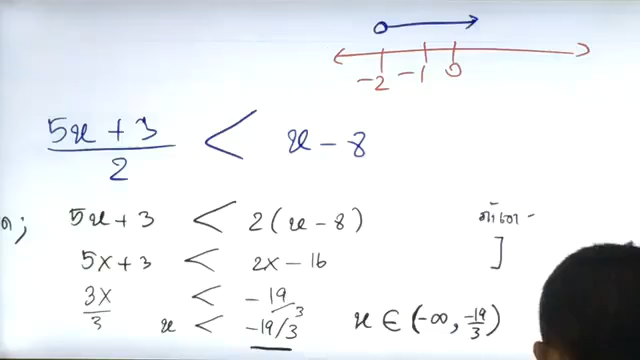 -2 -1 0
(5x + 3)/2 < x - 8
5x + 3 < 2(x - 8)
5x + 3 < 2x - 16
3x/3 < -19/3
x < -19/3 x ∈ (-∞, -19/3)